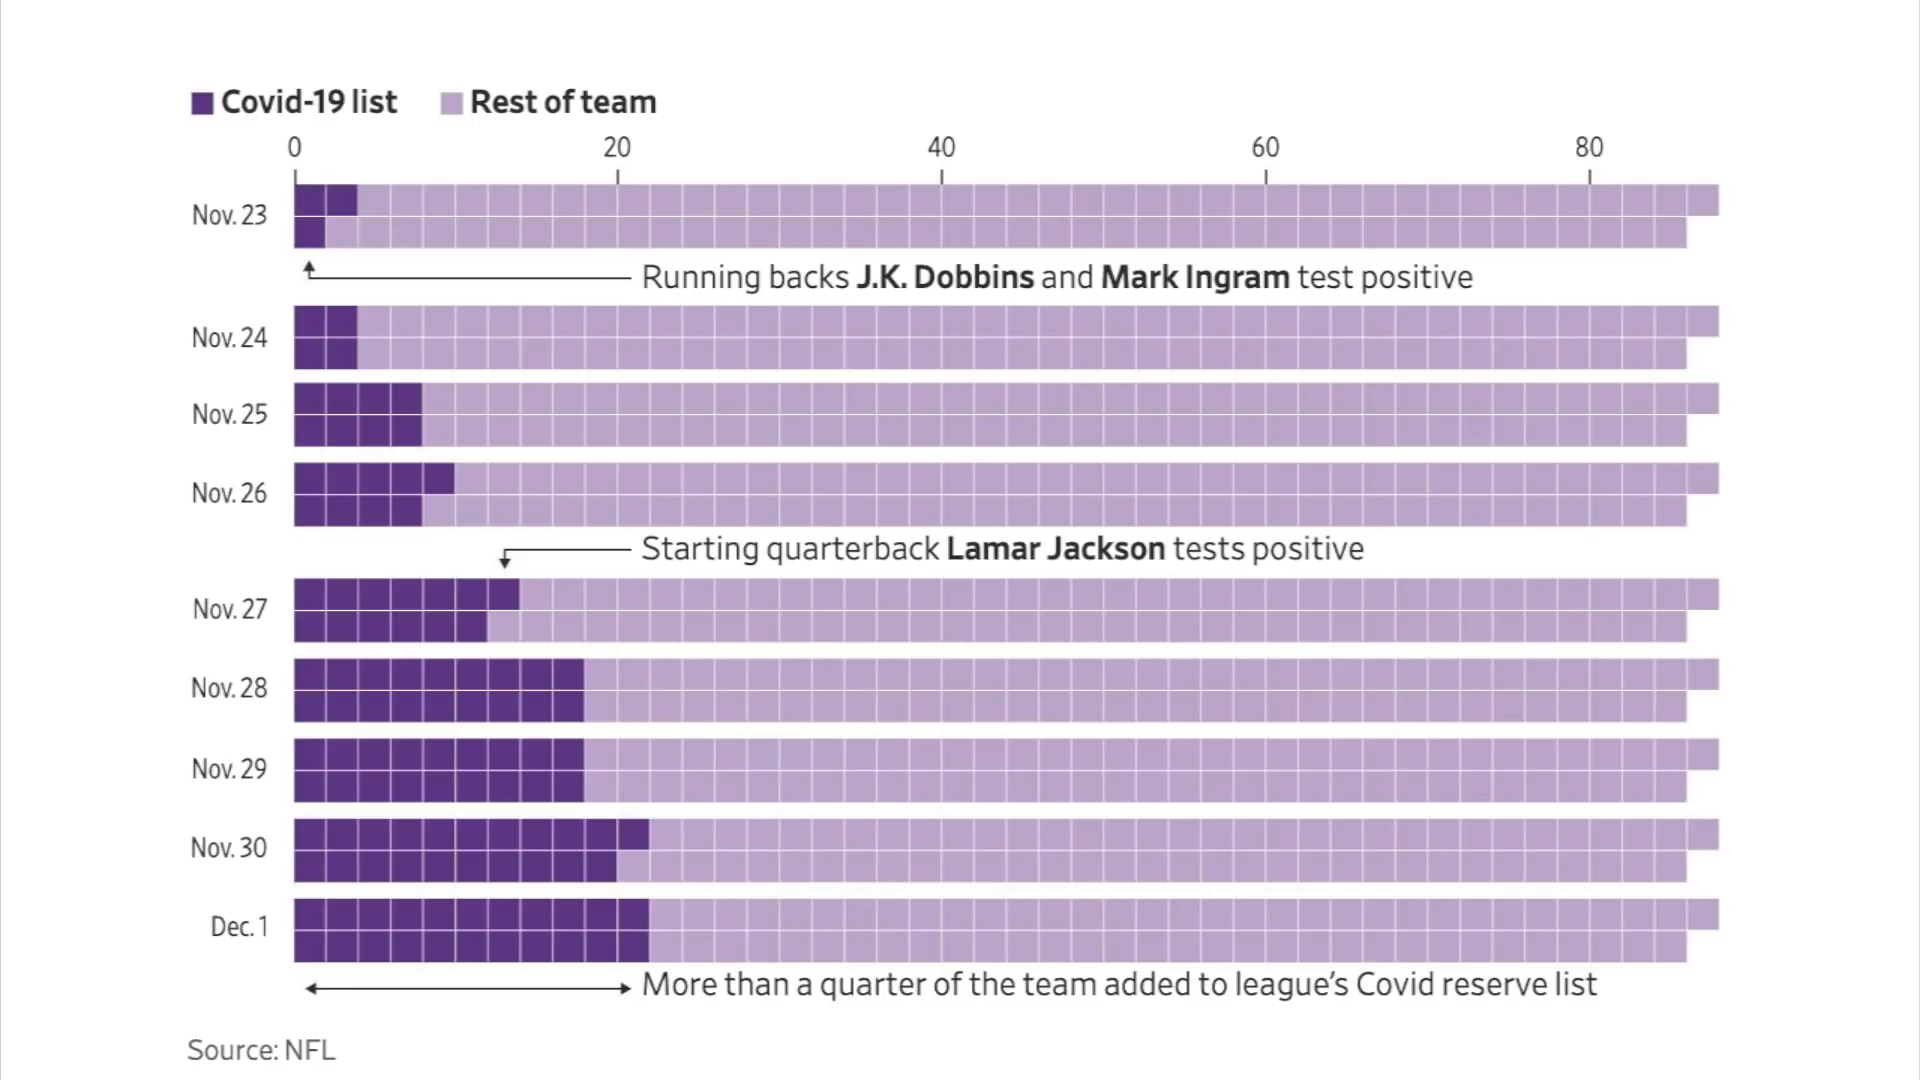 Covid-19 list Rest of team
0 20 40 60 80
Nov. 23
Running backs J.K. Dobbins and Mark Ingram test positive
Nov. 24
Nov. 25
Nov. 26
Starting quarterback Lamar Jackson tests positive
Nov. 27
Nov. 28
Nov. 29
Nov. 30
Dec. 1
More than a quarter of the team added to league’s Covid reserve list
Source: NFL